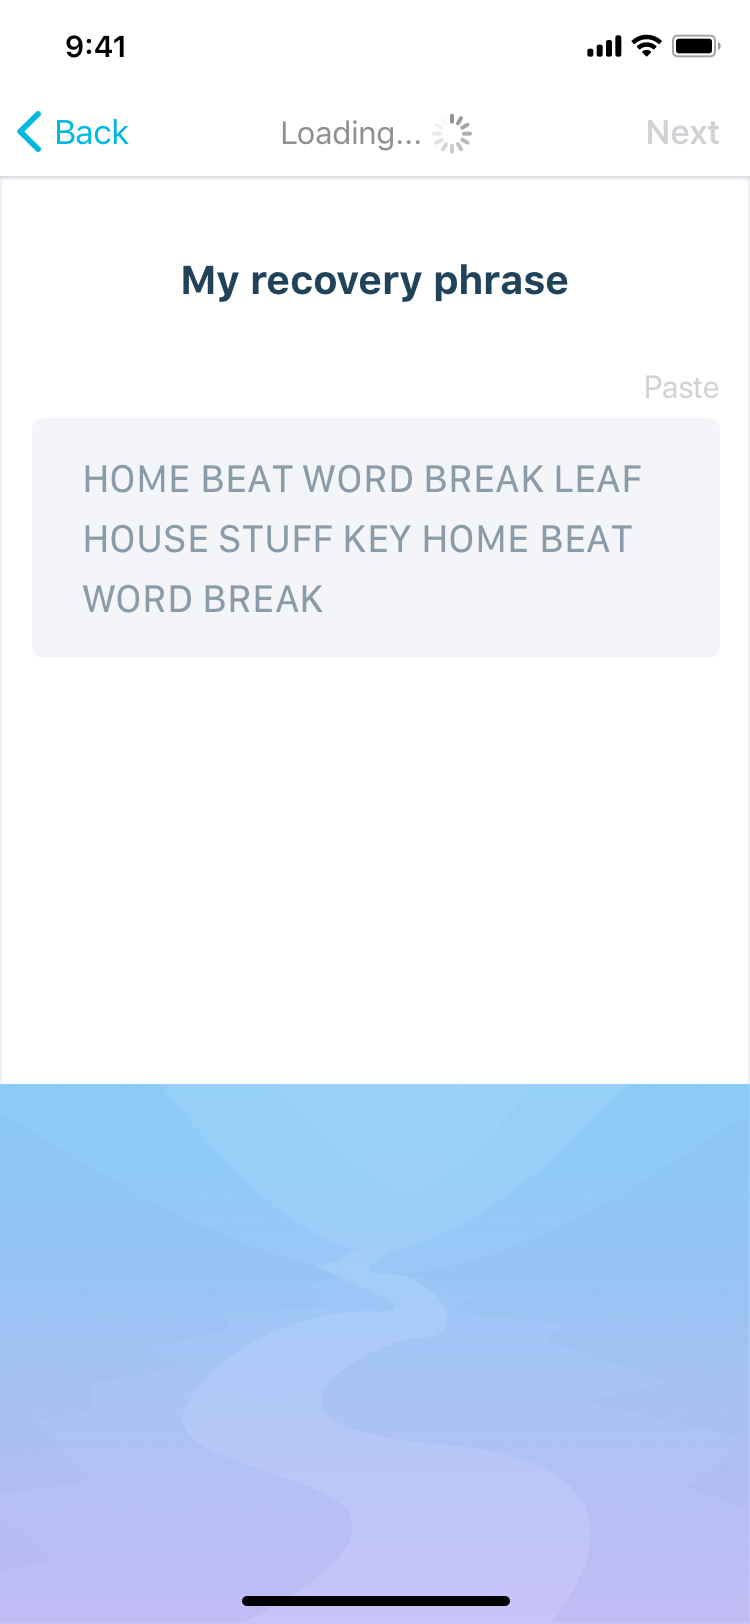 9:41
Back
Loading...
Next
My recovery phrase
Paste
HOME BEAT WORD BREAK LEAF
HOUSE STUFF KEY HOME BEAT
WORD BREAK